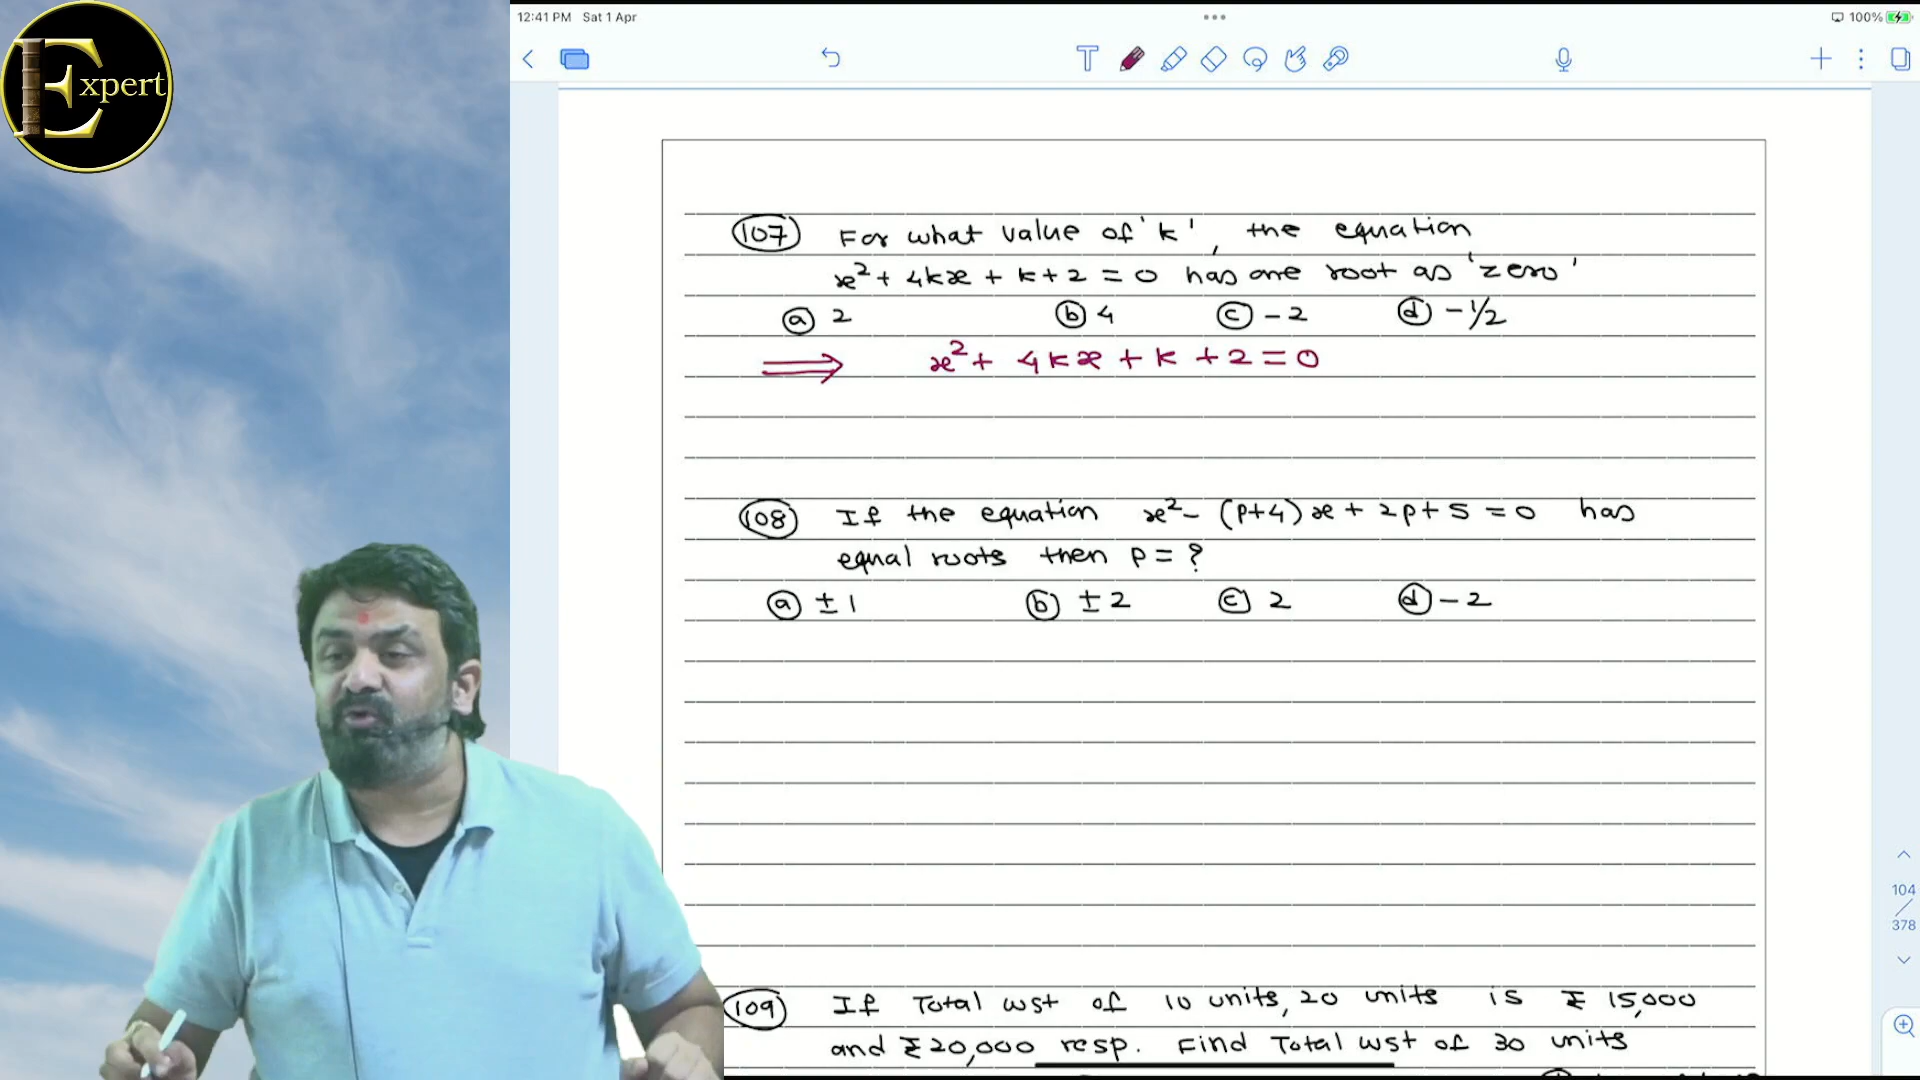 Expert
12:41 PM Sat 1 Apr
100%
T
107 For what value of 'k', the equation
x² + 4kx + k + 2 = 0 has one root as 'zero'
a 2 b 4 c -2 d -1/2
⟹ x² + 4kx + k + 2 = 0
108 If the equation x² - (p+4)x + 2p + 5 = 0 has
equal roots then p = ?
a ±1 b ±2 c 2 d -2
109 If Total cost of 10 units, 20 units is ₹ 15,000
and ₹ 20,000 resp. Find Total cost of 30 units
104
378